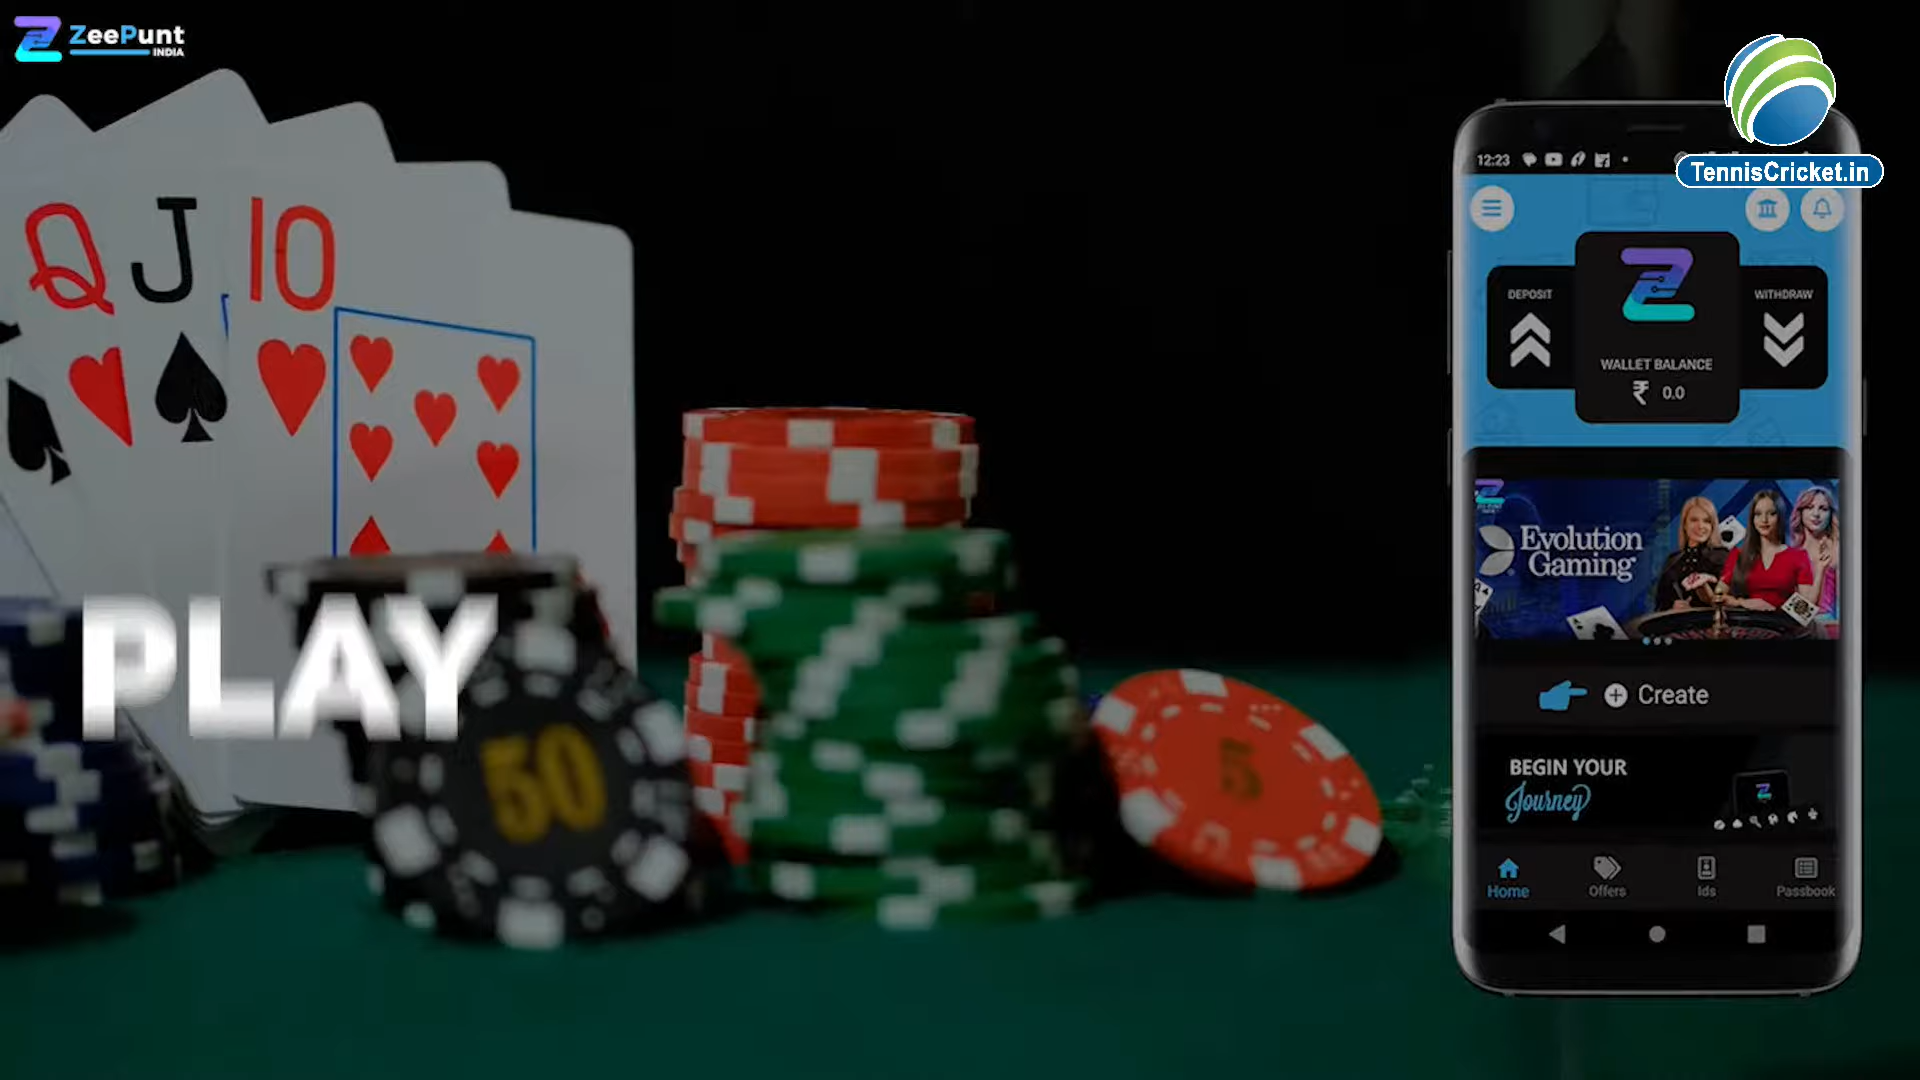 ZeePunt
INDIA
TennisCricket.in
12:23
Q J 10
DEPOSIT
WITHDRAW
WALLET BALANCE
₹ 0.0
Evolution
Gaming
PLAY
Create
50
5
BEGIN YOUR
Journey
Home
Offers
Ids
Passbook